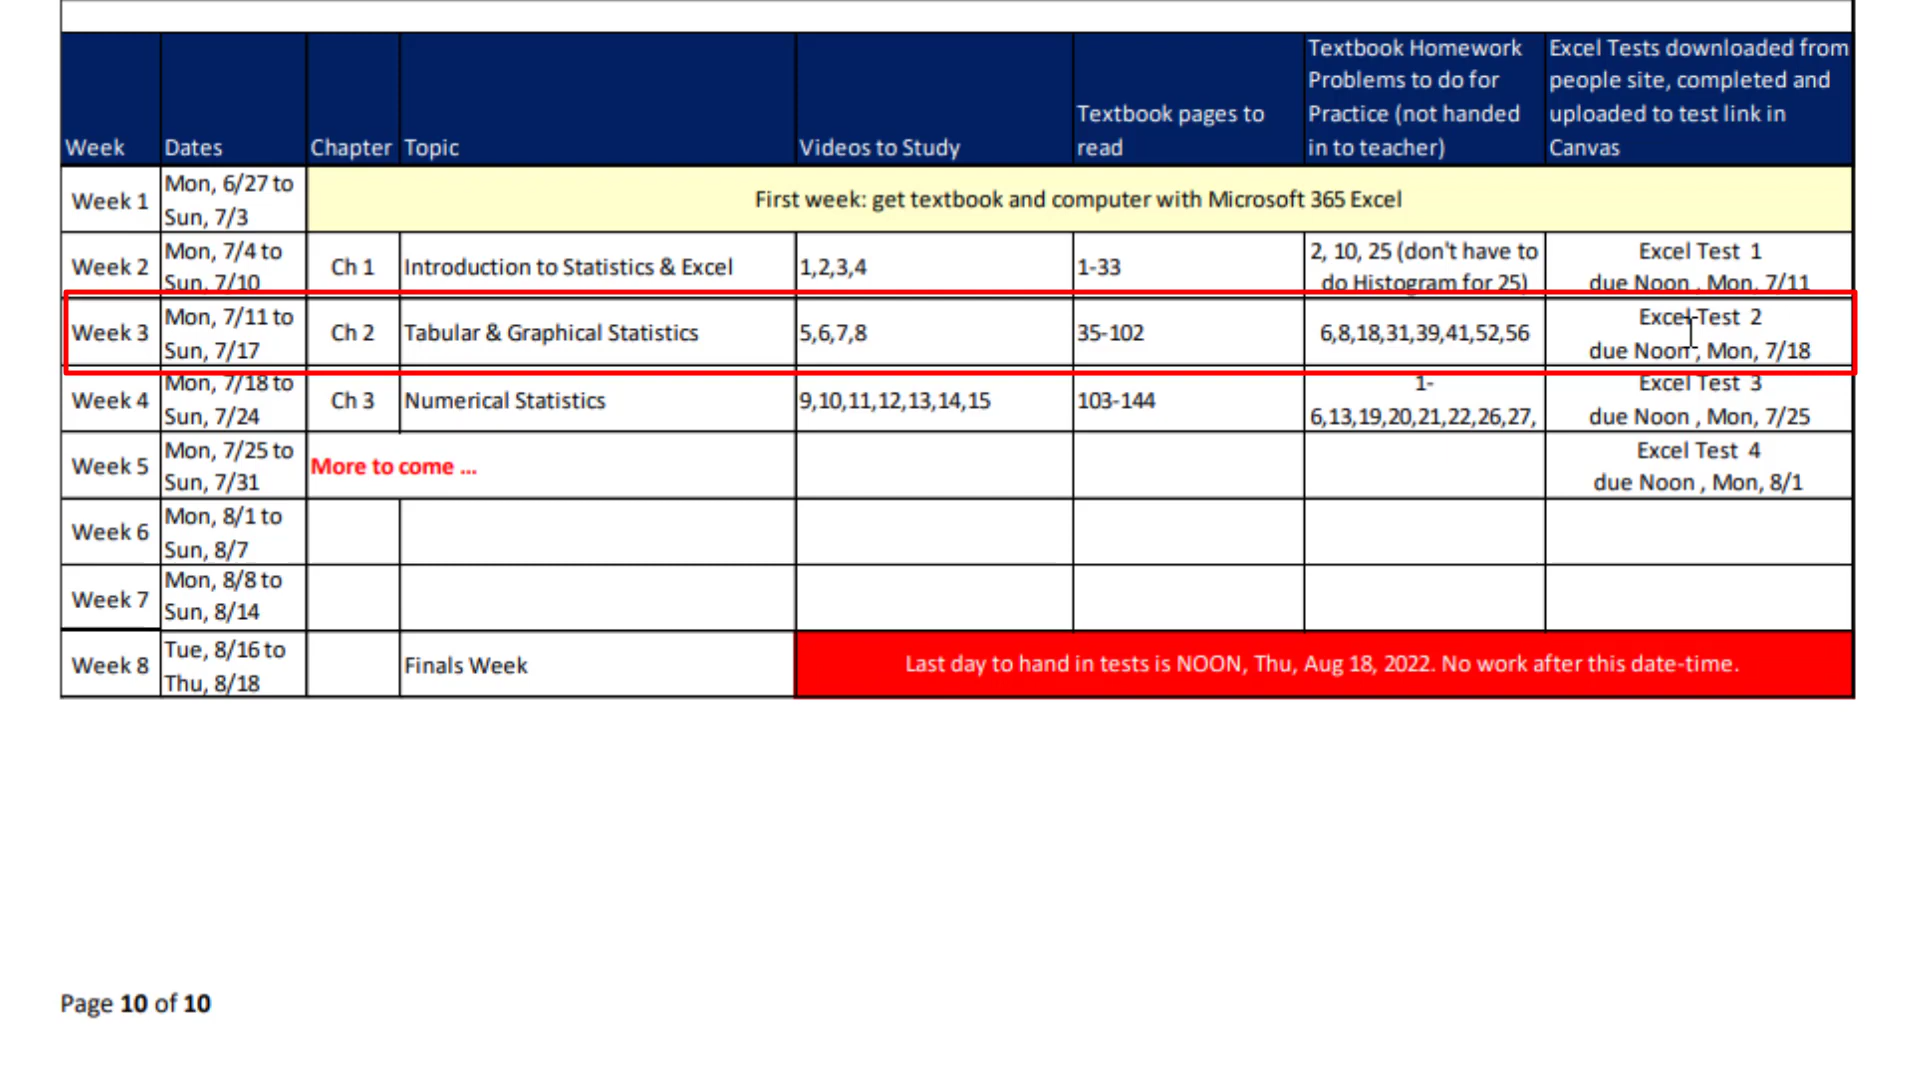 Week Dates Chapter Topic Videos to Study Textbook pages to read Textbook Homework Problems to do for Practice (not handed in to teacher) Excel Tests downloaded from people site, completed and uploaded to test link in Canvas
Week 1 Mon, 6/27 to Sun, 7/3 First week: get textbook and computer with Microsoft 365 Excel
Week 2 Mon, 7/4 to Sun, 7/10 Ch 1 Introduction to Statistics & Excel 1,2,3,4 1-33 2, 10, 25 (don't have to do Histogram for 25) Excel Test 1 due Noon , Mon, 7/11
Week 3 Mon, 7/11 to Sun, 7/17 Ch 2 Tabular & Graphical Statistics 5,6,7,8 35-102 6,8,18,31,39,41,52,56 Excel Test 2 due Noon , Mon, 7/18
Week 4 Mon, 7/18 to Sun, 7/24 Ch 3 Numerical Statistics 9,10,11,12,13,14,15 103-144 1-6,13,19,20,21,22,26,27, Excel Test 3 due Noon , Mon, 7/25
Week 5 Mon, 7/25 to Sun, 7/31 More to come ... Excel Test 4 due Noon , Mon, 8/1
Week 6 Mon, 8/1 to Sun, 8/7
Week 7 Mon, 8/8 to Sun, 8/14
Week 8 Tue, 8/16 to Thu, 8/18 Finals Week Last day to hand in tests is NOON, Thu, Aug 18, 2022. No work after this date-time.
Page 10 of 10